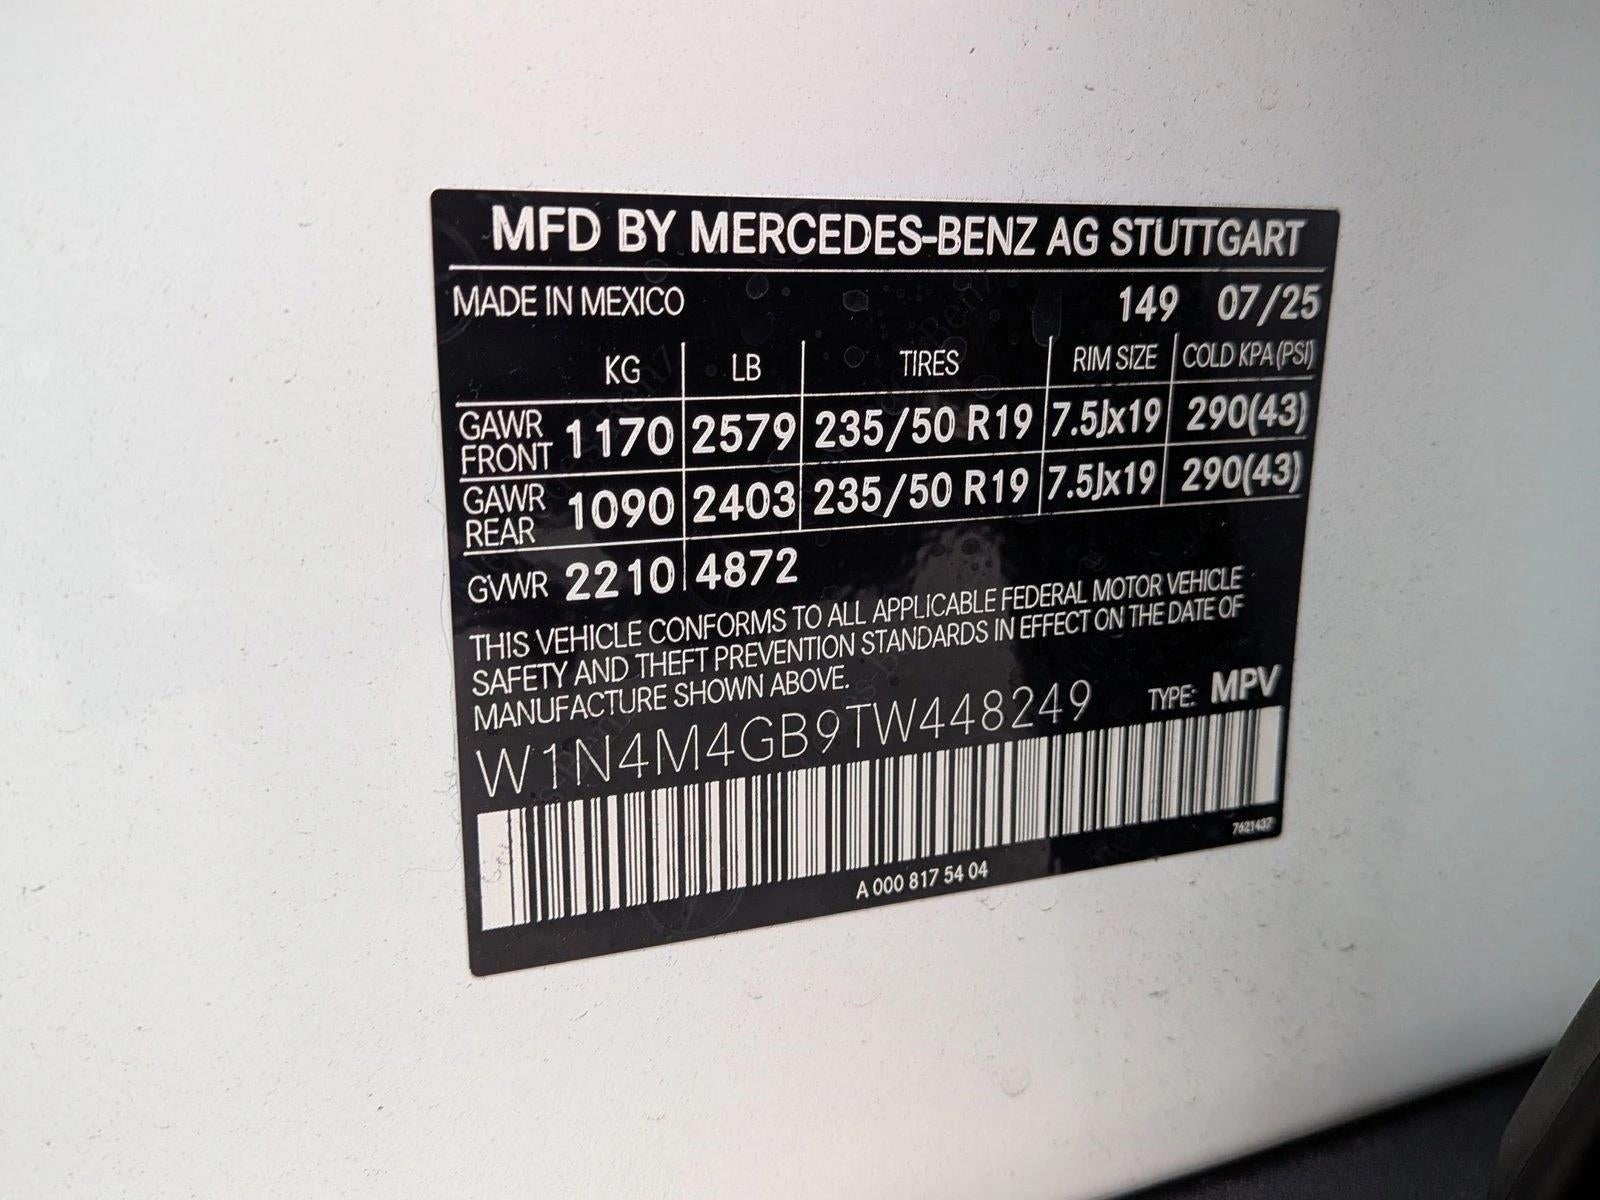 MFD BY MERCEDES-BENZ AG STUTTGART
MADE IN MEXICO 149 07/25
KG LB TIRES RIM SIZE COLD KPA (PSI)
GAWR FRONT 1170 2579 235/50 R19 7.5Jx19 290(43)
GAWR REAR 1090 2403 235/50 R19 7.5Jx19 290(43)
GVWR 2210 4872
THIS VEHICLE CONFORMS TO ALL APPLICABLE FEDERAL MOTOR VEHICLE
SAFETY AND THEFT PREVENTION STANDARDS IN EFFECT ON THE DATE OF
MANUFACTURE SHOWN ABOVE.
W1N4M4GB9TW448249 TYPE: MPV
7621437
A 000 817 54 04